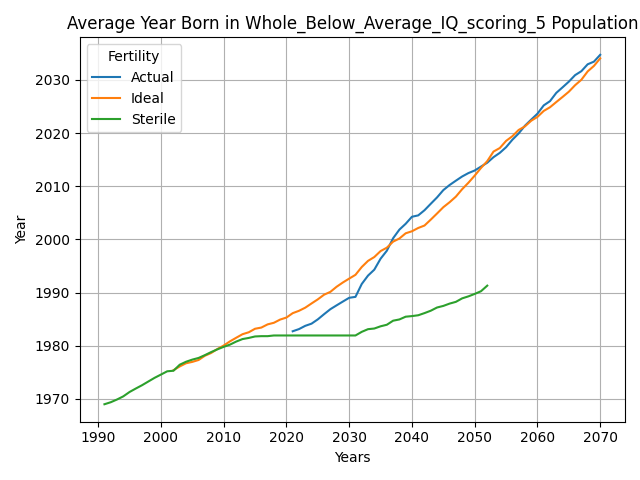 Average Year Born in Whole_Below_Average_IQ_scoring_5 Population
Fertility
Actual
Ideal
Sterile
Year
2030
2020
2010
2000
1990
1980
1970
1990 2000 2010 2020 2030 2040 2050 2060 2070
Years